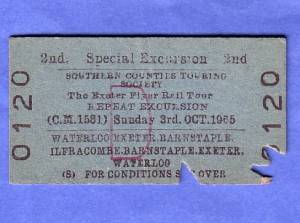 2nd. Special Excursion 2nd
SOUTHERN COUNTIES TOURING
SOCIETY
The Exeter Flyer Rail Tour
REPEAT EXCURSION
(C.M.1581) Sunday 3rd. OCT.1965
WATERLOO.EXETER.BARNSTAPLE.
ILFRACOMBE.BARNSTAPLE.EXETER.
WATERLOO
(S) FOR CONDITIONS SEE OVER
0120
0120